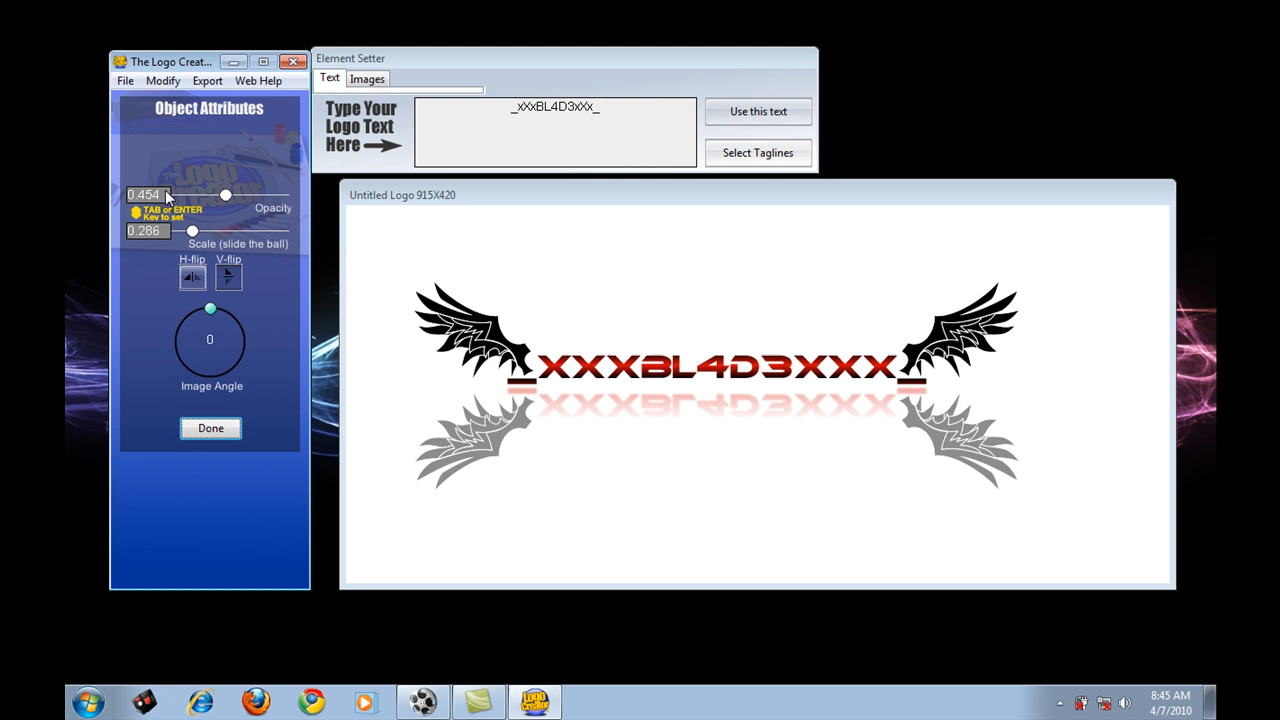 The Logo Creat...
File Modify Export Web Help
Object Attributes
0.454
Opacity
TAB or ENTER
Key to set
0.286
Scale (slide the ball)
H-flip V-flip
0
Image Angle
Done
Element Setter
Text Images
Type Your
Logo Text
Here
_xXxBL4D3xXx_
Use this text
Select Taglines
Untitled Logo 915X420
_XXXBL4D3XXX_
8:45 AM
4/7/2010